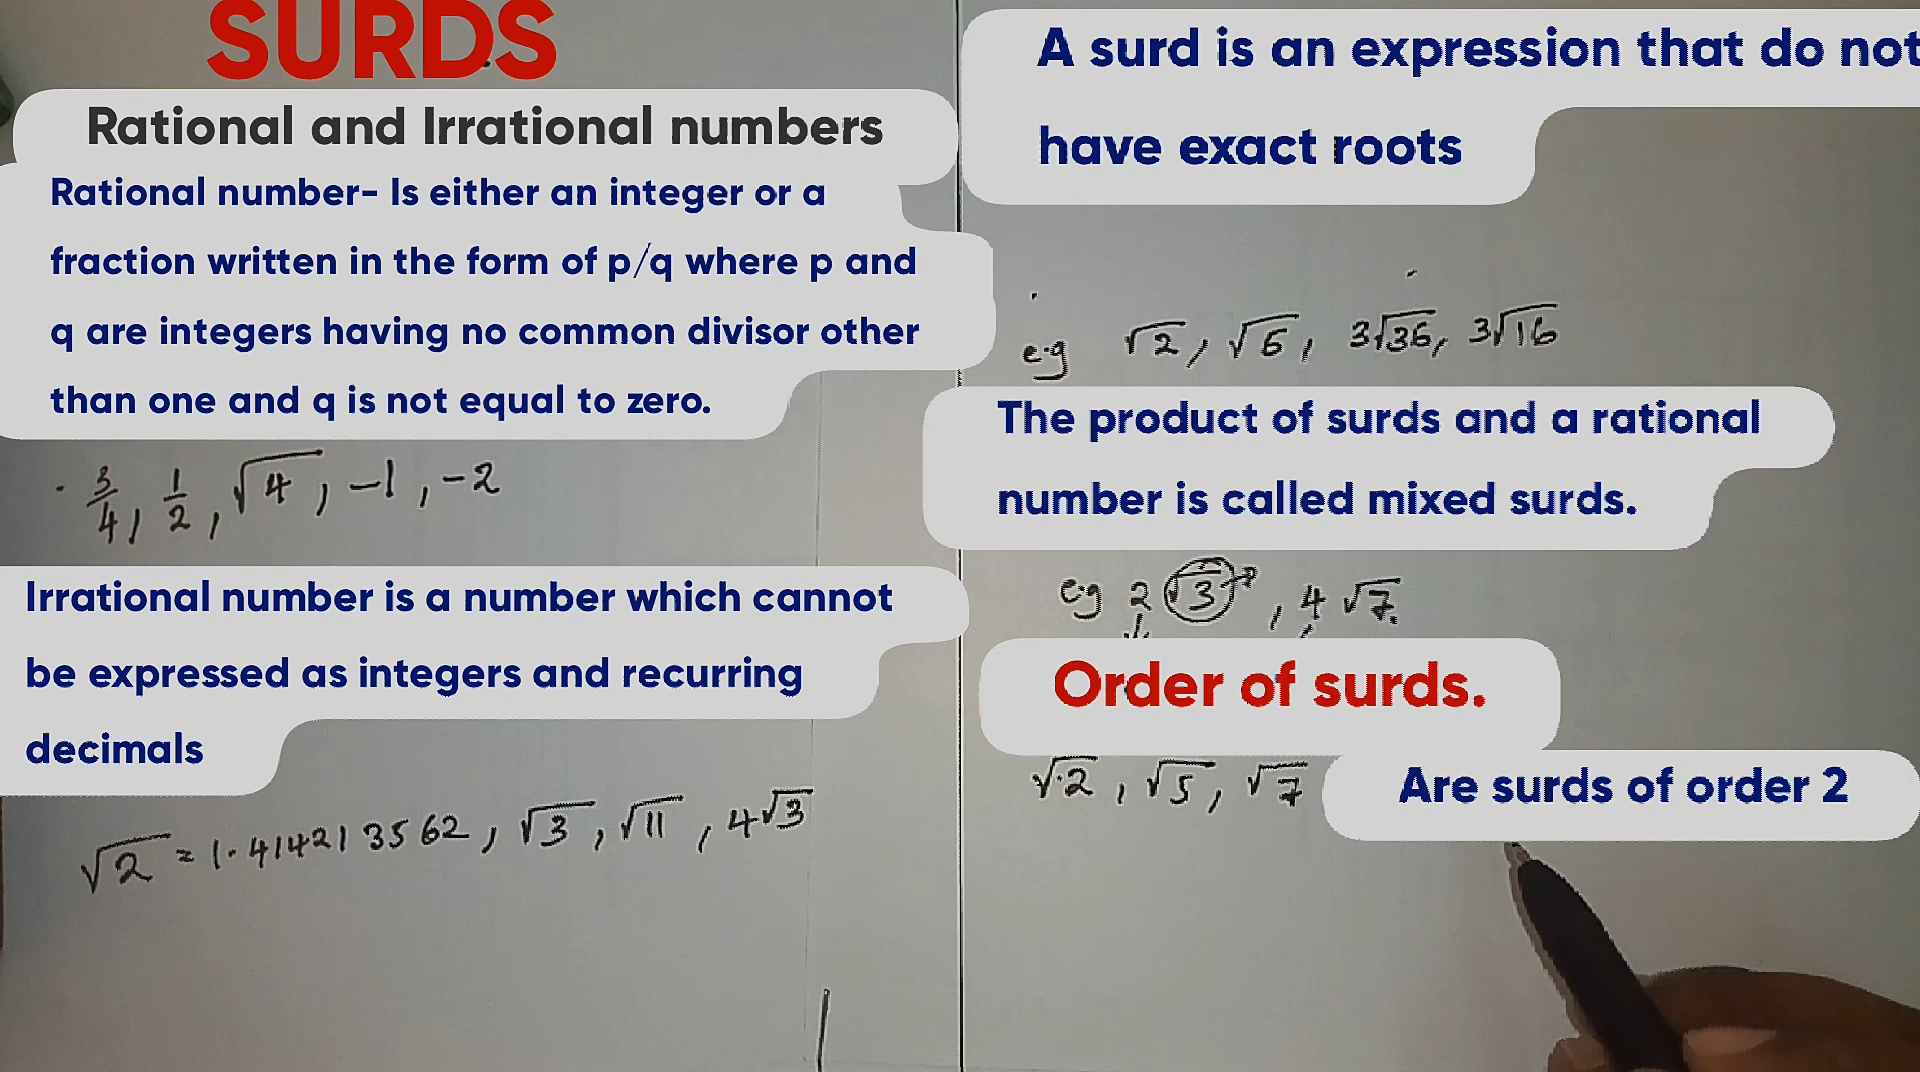 SURDS
Rational and Irrational numbers
Rational number- Is either an integer or a
fraction written in the form of p/q where p and
q are integers having no common divisor other
than one and q is not equal to zero.
3/4, 1/2, √4, -1, -2
Irrational number is a number which cannot
be expressed as integers and recurring
decimals
√2 = 1.414213562, √3, √11, 4√3
A surd is an expression that do not
have exact roots
eg √2, √6, 3√36, 3√16
The product of surds and a rational
number is called mixed surds.
eg 2√3, 4√7
Order of surds.
√2, √5, √7 Are surds of order 2